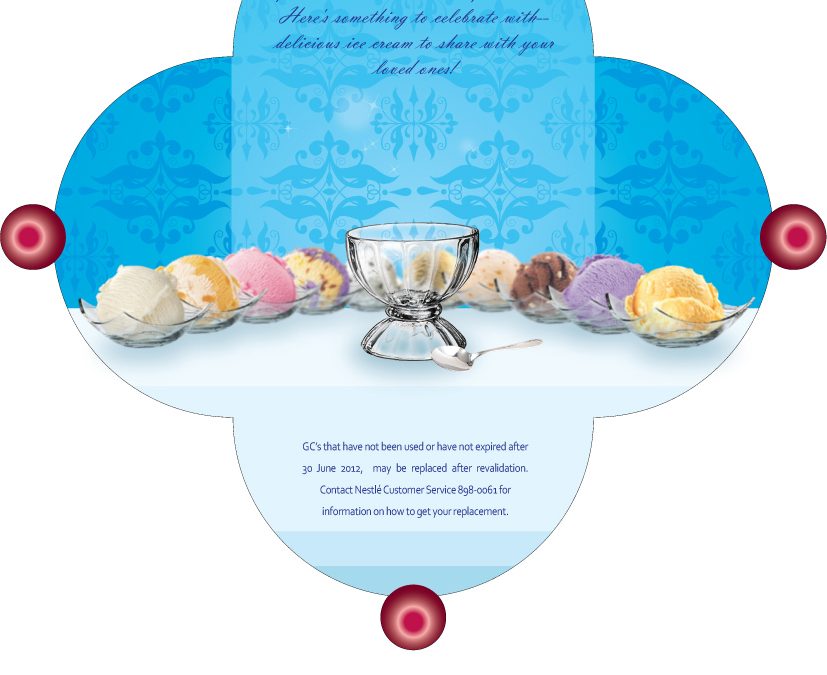 Here's something to celebrate with—
delicious ice cream to share with your
loved ones!
GC's that have not been used or have not expired after
30 June 2012, may be replaced after revalidation.
Contact Nestlé Customer Service 898-0061 for
information on how to get your replacement.